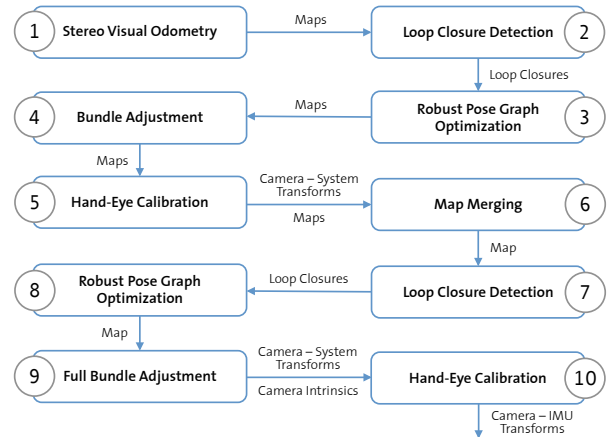 1
Stereo Visual Odometry
Maps
Loop Closure Detection
2
Loop Closures
4
Bundle Adjustment
Maps
Robust Pose Graph
Optimization
3
Maps
5
Hand-Eye Calibration
Camera – System
Transforms
Maps
Map Merging
6
Map
8
Robust Pose Graph
Optimization
Loop Closures
Loop Closure Detection
7
Map
9
Full Bundle Adjustment
Camera – System
Transforms
Camera Intrinsics
Hand-Eye Calibration
10
Camera – IMU
Transforms